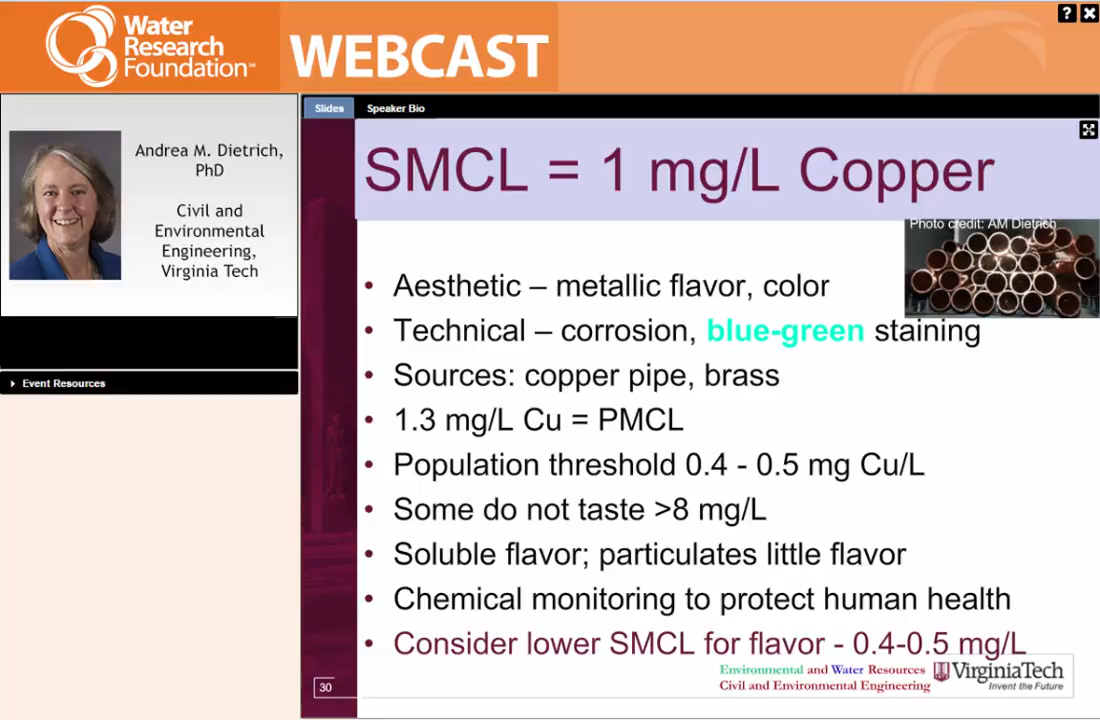 Water
Research
Foundation℠
WEBCAST
Slides
Speaker Bio
Andrea M. Dietrich,
PhD
Civil and
Environmental
Engineering,
Virginia Tech
Event Resources
SMCL = 1 mg/L Copper
Photo credit: AM Dietrich
• Aesthetic – metallic flavor, color
• Technical – corrosion, blue-green staining
• Sources: copper pipe, brass
• 1.3 mg/L Cu = PMCL
• Population threshold 0.4 - 0.5 mg Cu/L
• Some do not taste >8 mg/L
• Soluble flavor; particulates little flavor
• Chemical monitoring to protect human health
• Consider lower SMCL for flavor - 0.4-0.5 mg/L
30
Environmental and Water Resources
Civil and Environmental Engineering
VirginiaTech
Invent the Future